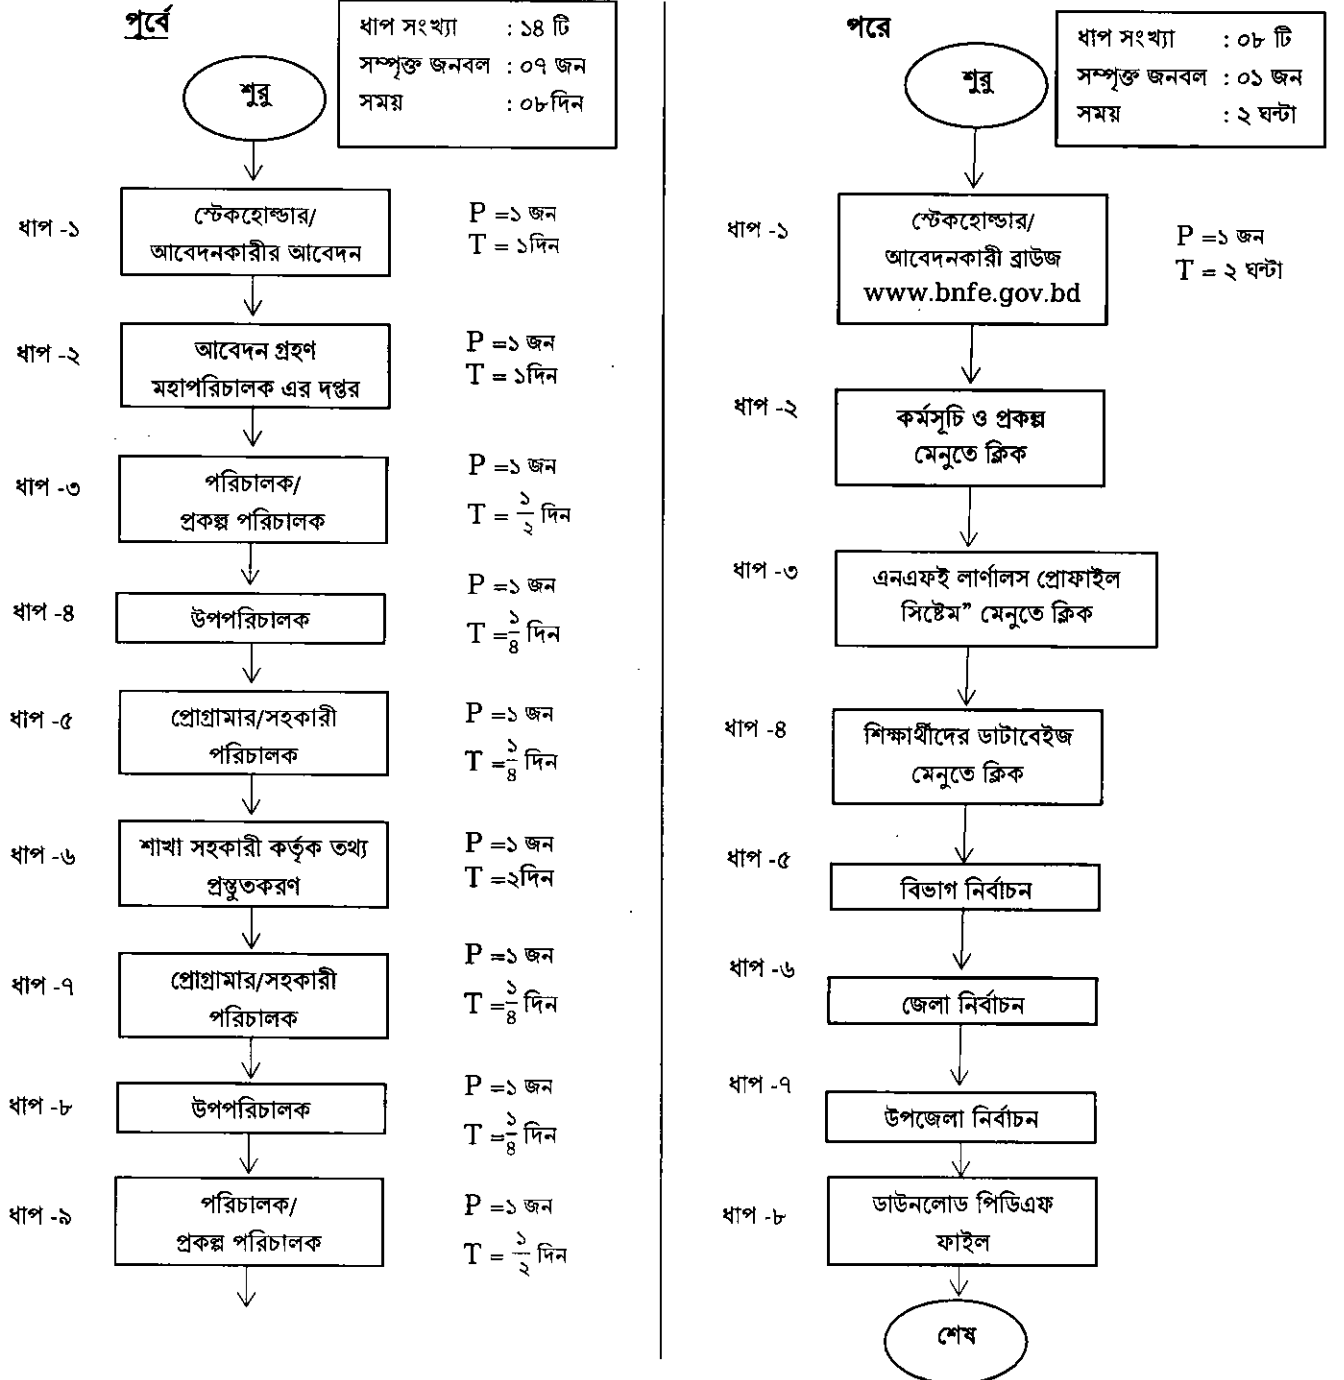 পূর্বে
ধাপ সংখ্যা : ১৪ টি
সম্পৃক্ত জনবল : ০৭ জন
সময় : ০৮দিন
শুরু
ধাপ -১
স্টেকহোল্ডার/
আবেদনকারীর আবেদন
P =১ জন
T = ১দিন
ধাপ -২
আবেদন গ্রহণ
মহাপরিচালক এর দপ্তর
P =১ জন
T = ১দিন
ধাপ -৩
পরিচালক/
প্রকল্প পরিচালক
P =১ জন
T = ১/২ দিন
ধাপ -৪
উপপরিচালক
P =১ জন
T =১/৪ দিন
ধাপ -৫
প্রোগ্রামার/সহকারী
পরিচালক
P =১ জন
T =১/৪ দিন
ধাপ -৬
শাখা সহকারী কর্তৃক তথ্য
প্রস্তুতকরণ
P =১ জন
T =২দিন
ধাপ -৭
প্রোগ্রামার/সহকারী
পরিচালক
P =১ জন
T =১/৪ দিন
ধাপ -৮
উপপরিচালক
P =১ জন
T =১/৪ দিন
ধাপ -৯
পরিচালক/
প্রকল্প পরিচালক
P =১ জন
T = ১/২ দিন
পরে
ধাপ সংখ্যা : ০৮ টি
সম্পৃক্ত জনবল : ০১ জন
সময় : ২ ঘন্টা
শুরু
ধাপ -১
স্টেকহোল্ডার/
আবেদনকারী ব্রাউজ
www.bnfe.gov.bd
P =১ জন
T = ২ ঘন্টা
ধাপ -২
কর্মসূচি ও প্রকল্প
মেনুতে ক্লিক
ধাপ -৩
এনএফই লার্ণালস প্রোফাইল
সিষ্টেম” মেনুতে ক্লিক
ধাপ -৪
শিক্ষার্থীদের ডাটাবেইজ
মেনুতে ক্লিক
ধাপ -৫
বিভাগ নির্বাচন
ধাপ -৬
জেলা নির্বাচন
ধাপ -৭
উপজেলা নির্বাচন
ধাপ -৮
ডাউনলোড পিডিএফ
ফাইল
শেষ